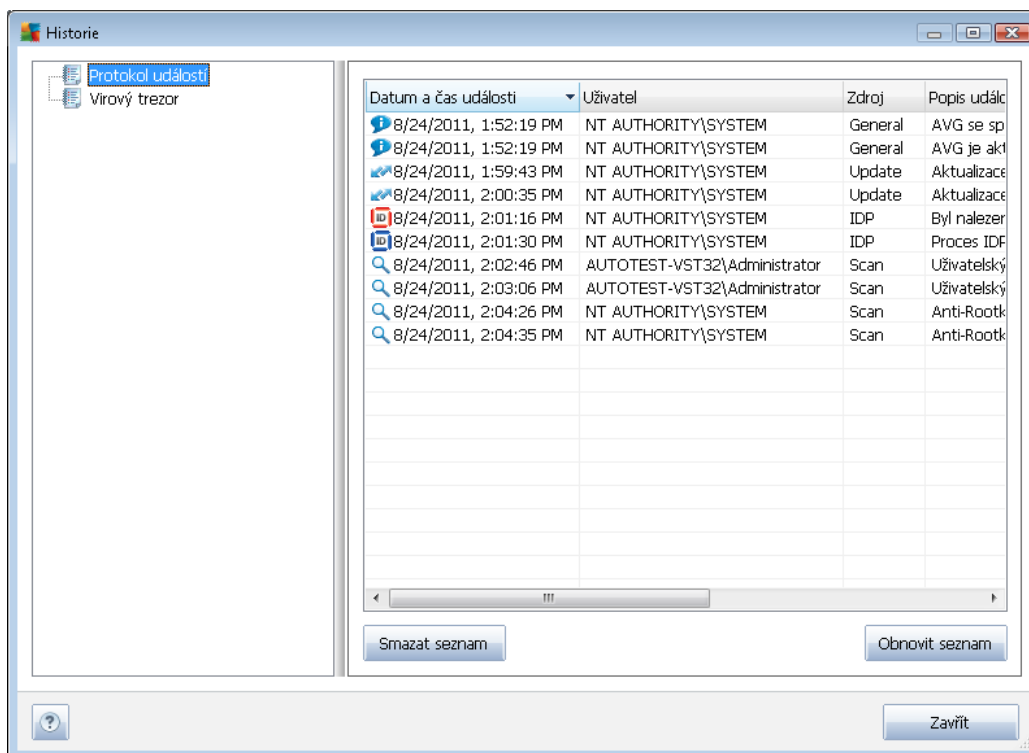 Historie
Protokol událostí
Virový trezor
Datum a čas události Uživatel Zdroj Popis událc
8/24/2011, 1:52:19 PM NT AUTHORITY\SYSTEM General AVG se sp
8/24/2011, 1:52:19 PM NT AUTHORITY\SYSTEM General AVG je akt
8/24/2011, 1:59:43 PM NT AUTHORITY\SYSTEM Update Aktualizace
8/24/2011, 2:00:35 PM NT AUTHORITY\SYSTEM Update Aktualizace
ID 8/24/2011, 2:01:16 PM NT AUTHORITY\SYSTEM IDP Byl nalezen
ID 8/24/2011, 2:01:30 PM NT AUTHORITY\SYSTEM IDP Proces IDP
8/24/2011, 2:02:46 PM AUTOTEST-VST32\Administrator Scan Uživatelský
8/24/2011, 2:03:06 PM AUTOTEST-VST32\Administrator Scan Uživatelský
8/24/2011, 2:04:26 PM NT AUTHORITY\SYSTEM Scan Anti-Rootk
8/24/2011, 2:04:35 PM NT AUTHORITY\SYSTEM Scan Anti-Rootk
Smazat seznam Obnovit seznam
? Zavřít